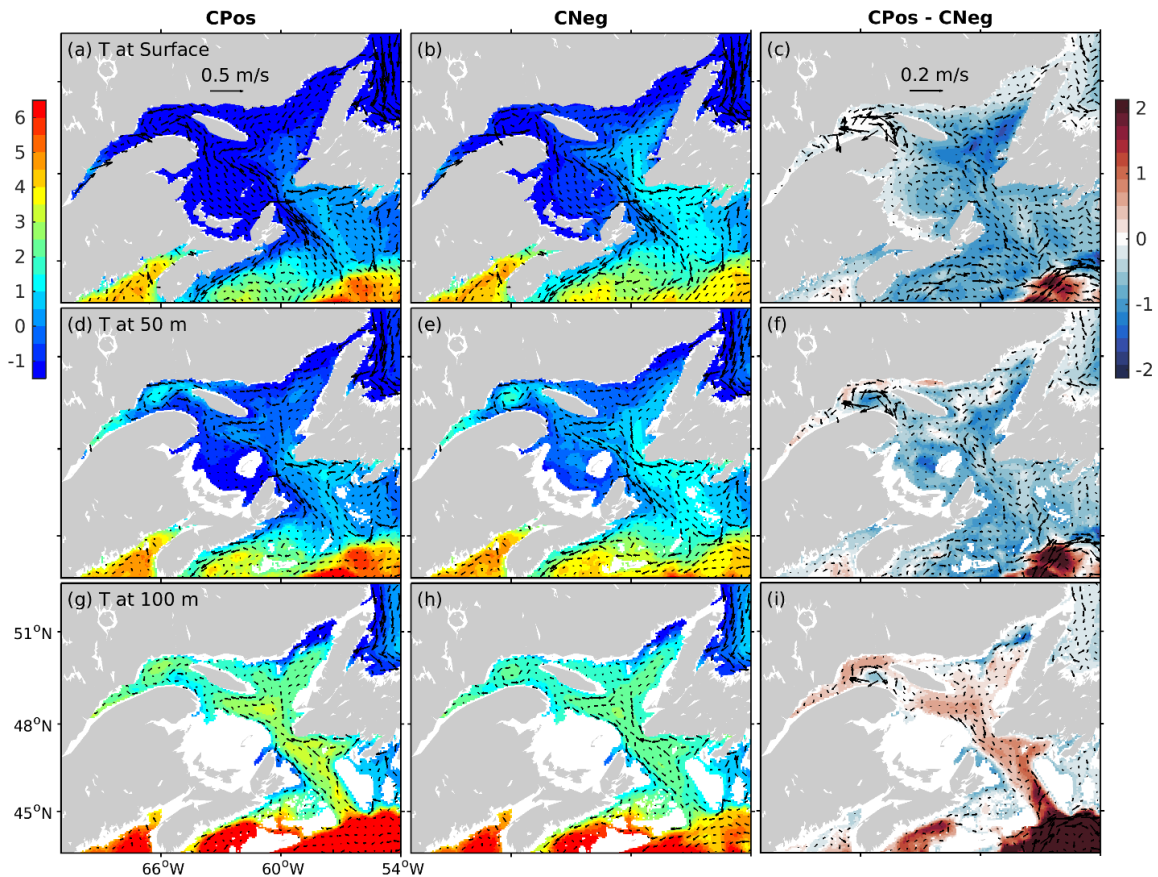 CPos CNeg CPos - CNeg
(a) T at Surface (b) (c)
0.5 m/s 0.2 m/s
6
5
4
3
2
1
0
-1
2
1
0
-1
-2
(d) T at 50 m (e) (f)
(g) T at 100 m (h) (i)
51°N
48°N
45°N
66°W 60°W 54°W